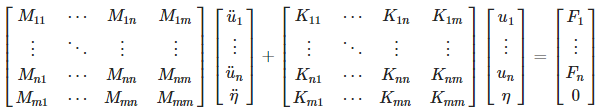 [ M₁₁ ⋯ M₁ₙ M₁ₘ ] [ ü₁ ] + [ K₁₁ ⋯ K₁ₙ K₁ₘ ] [ u₁ ] = [ F₁ ]
[ ⋮ ⋱ ⋮ ⋮ ] [ ⋮ ] [ ⋮ ⋱ ⋮ ⋮ ] [ ⋮ ] [ ⋮ ]
[ Mₙ₁ ⋯ Mₙₙ Mₙₘ ] [ üₙ ] [ Kₙ₁ ⋯ Kₙₙ Kₙₘ ] [ uₙ ] [ Fₙ ]
[ Mₘ₁ ⋯ Mₘₙ Mₘₘ ] [ η̈ ] [ Kₘ₁ ⋯ Kₘₙ Kₘₘ ] [ η ] [ 0 ]